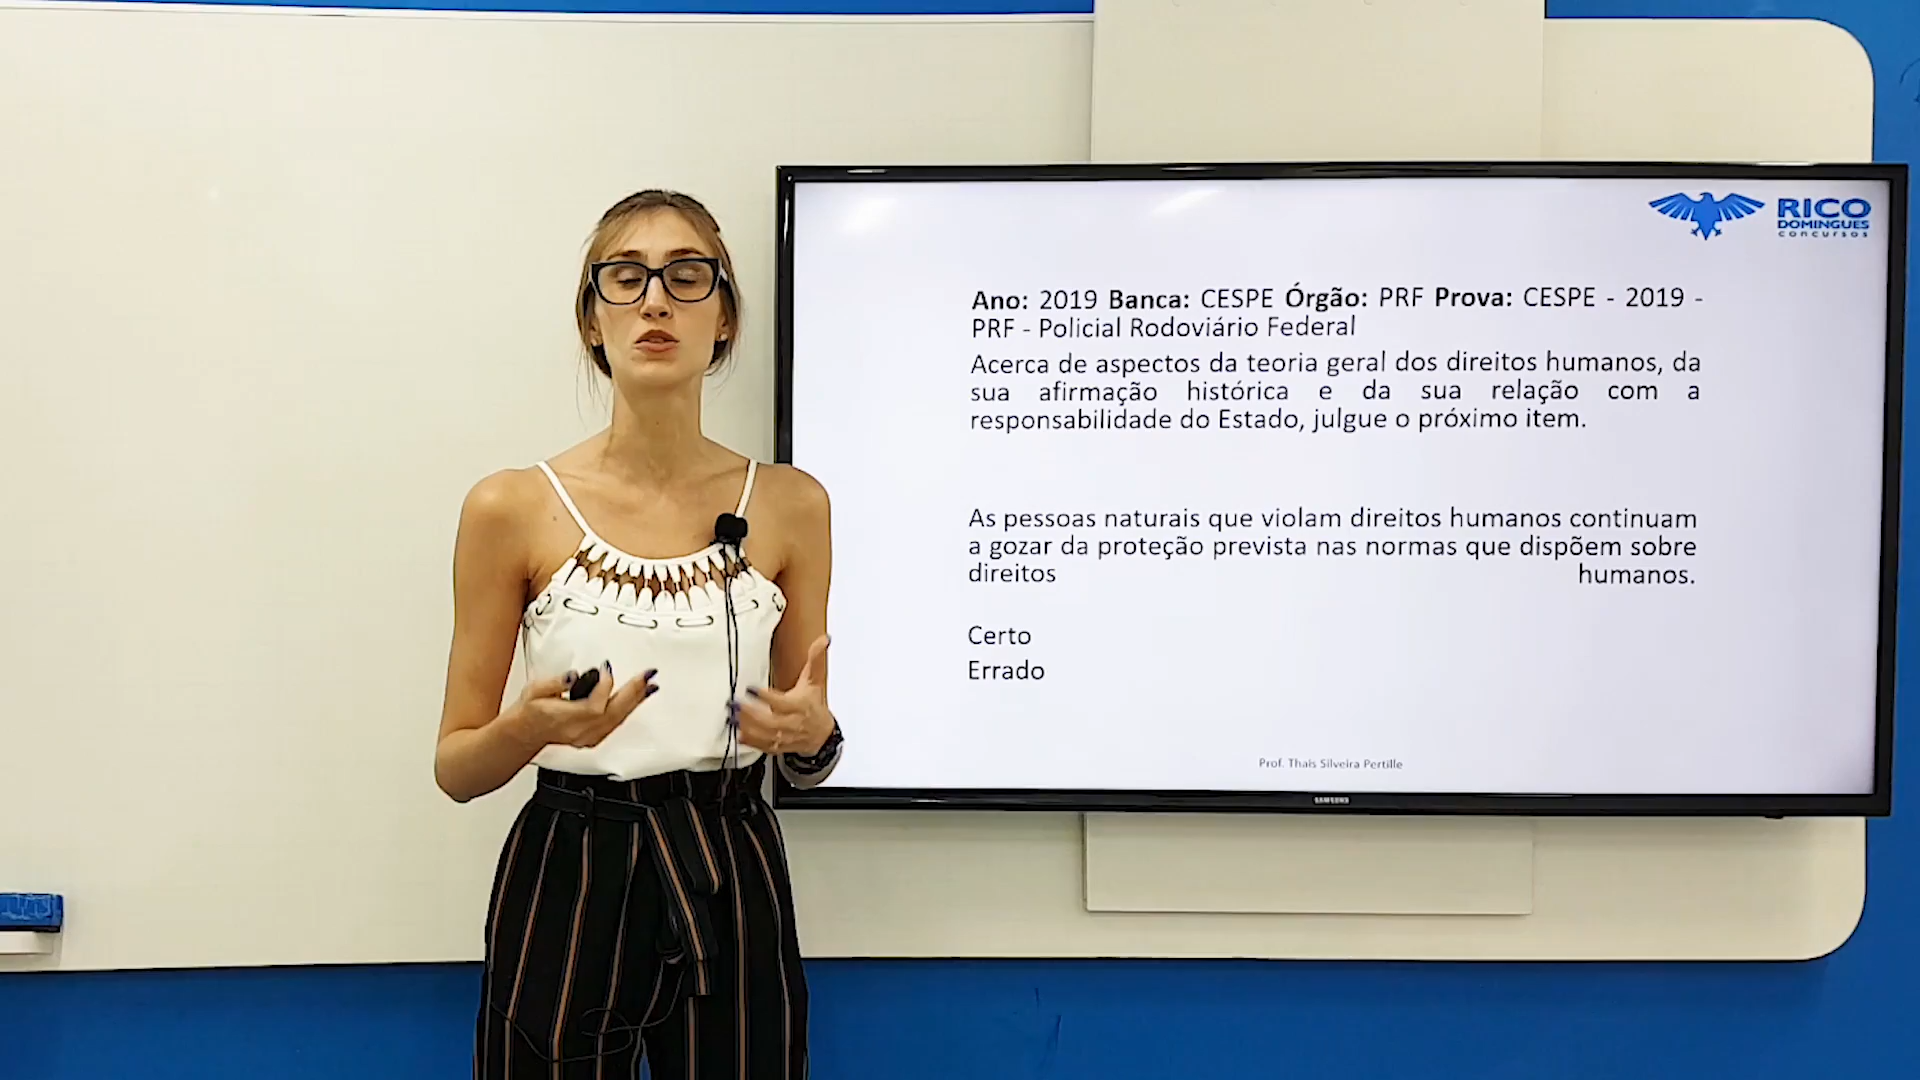 RICO
DOMINGUES
CONCURSOS
Ano: 2019 Banca: CESPE Órgão: PRF Prova: CESPE - 2019 -
PRF - Policial Rodoviário Federal
Acerca de aspectos da teoria geral dos direitos humanos, da
sua afirmação histórica e da sua relação com a
responsabilidade do Estado, julgue o próximo item.
As pessoas naturais que violam direitos humanos continuam
a gozar da proteção prevista nas normas que dispõem sobre
direitos humanos.
Certo
Errado
Prof. Thais Silveira Pertille
SAMSUNG